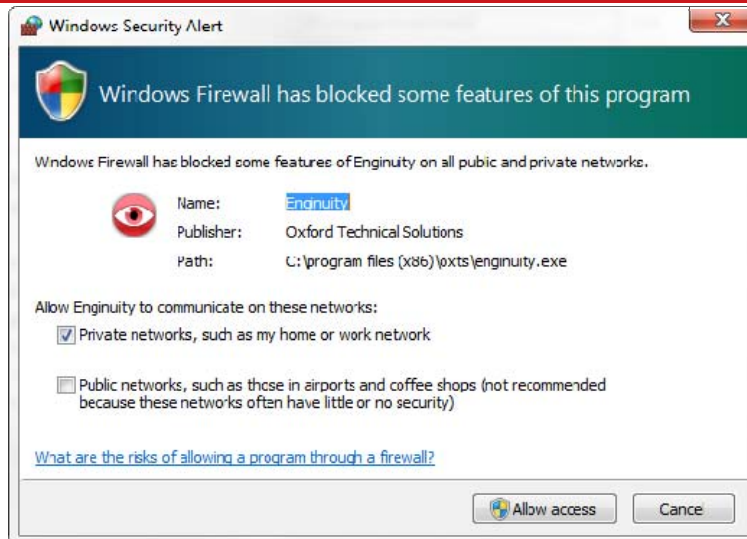 Windows Security Alert
Windows Firewall has blocked some features of this program
Windows Firewall has blocked some features of Enginuity on all public and private networks.
Name: Enginuity
Publisher: Oxford Technical Solutions
Path: C:\program files (x86)\oxts\enginuity.exe
Allow Enginuity to communicate on these networks:
Private networks, such as my home or work network
Public networks, such as those in airports and coffee shops (not recommended
because these networks often have little or no security)
What are the risks of allowing a program through a firewall?
Allow access Cancel